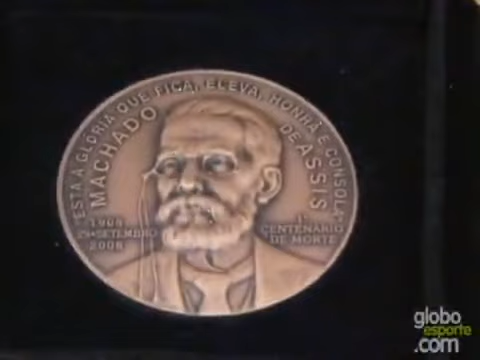 "ESTA A GLORIA QUE FICA, ELEVA, HONRA E CONSOLA"
MACHADO DE ASSIS
1908
29•SETEMBRO
2008
1º
CENTENÁRIO
DE MORTE
globo
esporte
.com